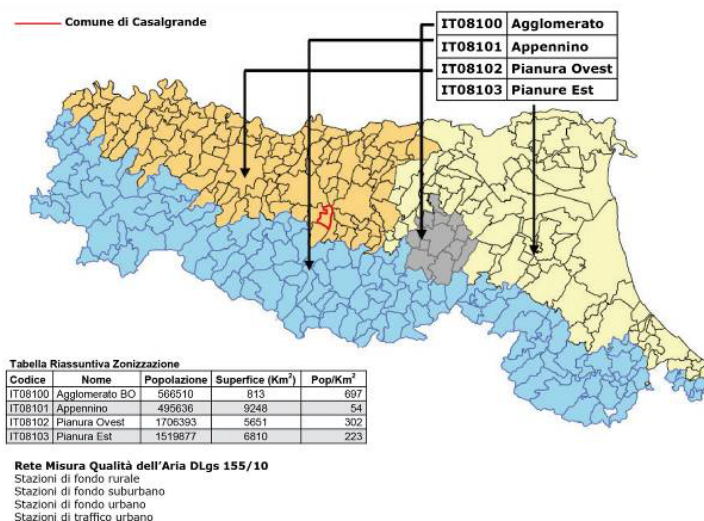 Comune di Casalgrande
IT08100 Agglomerato
IT08101 Appennino
IT08102 Pianura Ovest
IT08103 Pianure Est
Tabella Riassuntiva Zonizzazione
Codice Nome Popolazione Superfice (Km²) Pop/Km²
IT08100 Agglomerato BO 566510 813 697
IT08101 Appennino 495636 9248 54
IT08102 Pianura Ovest 1706393 5651 302
IT08103 Pianura Est 1519877 6810 223
Rete Misura Qualità dell'Aria DLgs 155/10
Stazioni di fondo rurale
Stazioni di fondo suburbano
Stazioni di fondo urbano
Stazioni di traffico urbano